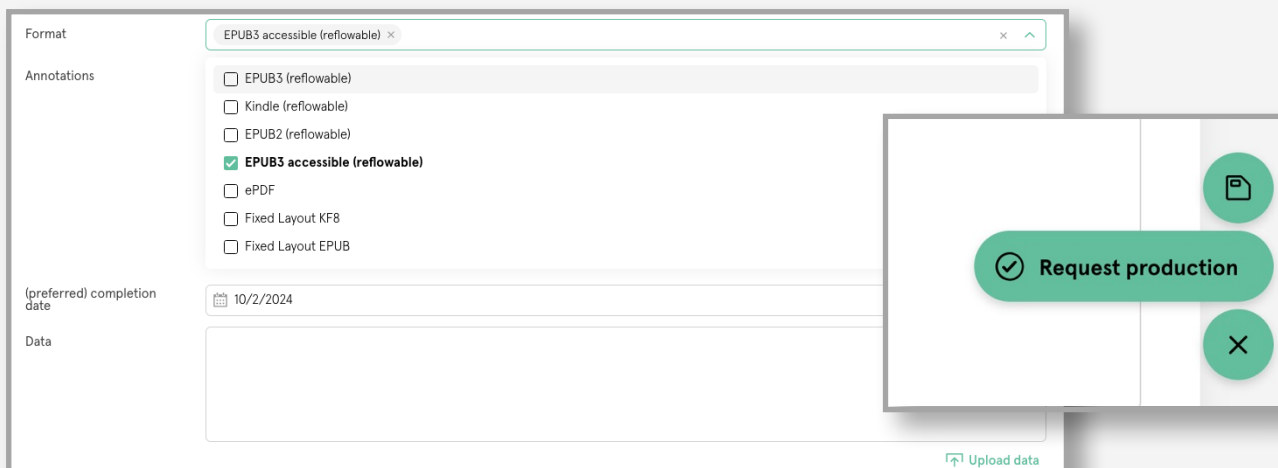 Format
EPUB3 accessible (reflowable) ×
Annotations
EPUB3 (reflowable)
Kindle (reflowable)
EPUB2 (reflowable)
EPUB3 accessible (reflowable)
ePDF
Fixed Layout KF8
Fixed Layout EPUB
(preferred) completion
date
10/2/2024
Data
Upload data
Request production